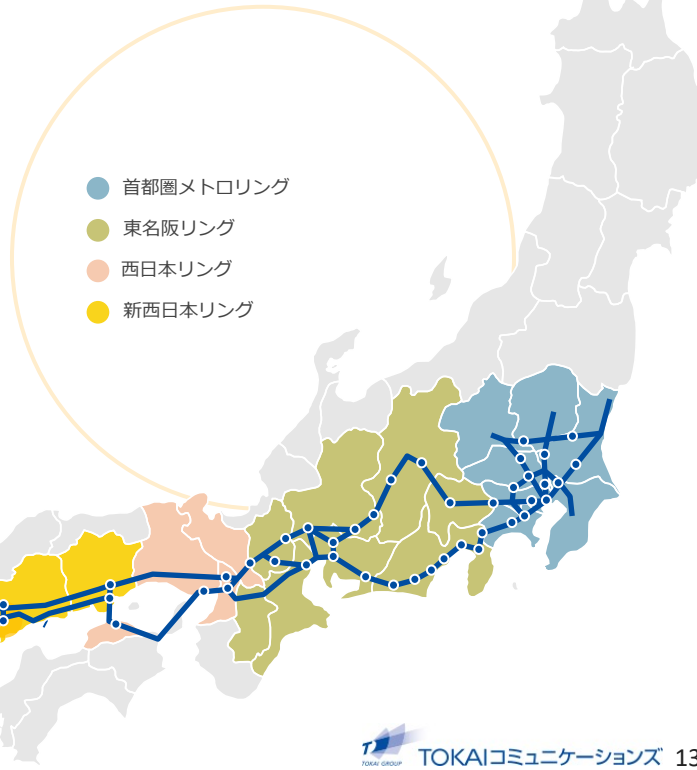 首都圏メトロリング
東名阪リング
西日本リング
新西日本リング
TOKAI GROUP
TOKAIコミュニケーションズ 13